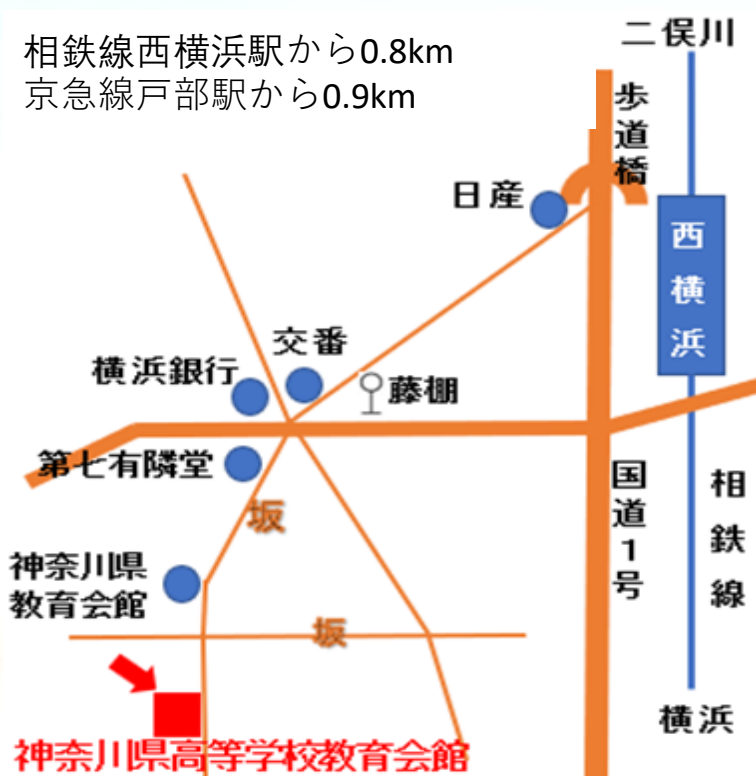 相鉄線西横浜駅から0.8km
京急線戸部駅から0.9km
二俣川
歩道橋
日産
西横浜
交番
横浜銀行
藤棚
第七有隣堂
坂
国道1号
相鉄線
神奈川県
教育会館
坂
横浜
神奈川県高等学校教育会館